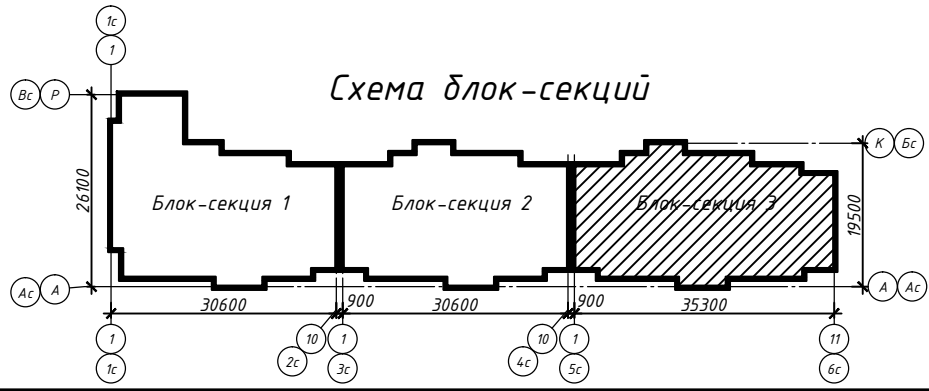 1с
1
Схема блок-секций
Вс Р
К Бс
26100
Блок-секция 1
Блок-секция 2
Блок-секция 3
19500
Ас А
А Ас
30600
900
30600
900
35300
1
10
1
10
1
11
1с
2с
3с
4с
5с
6с